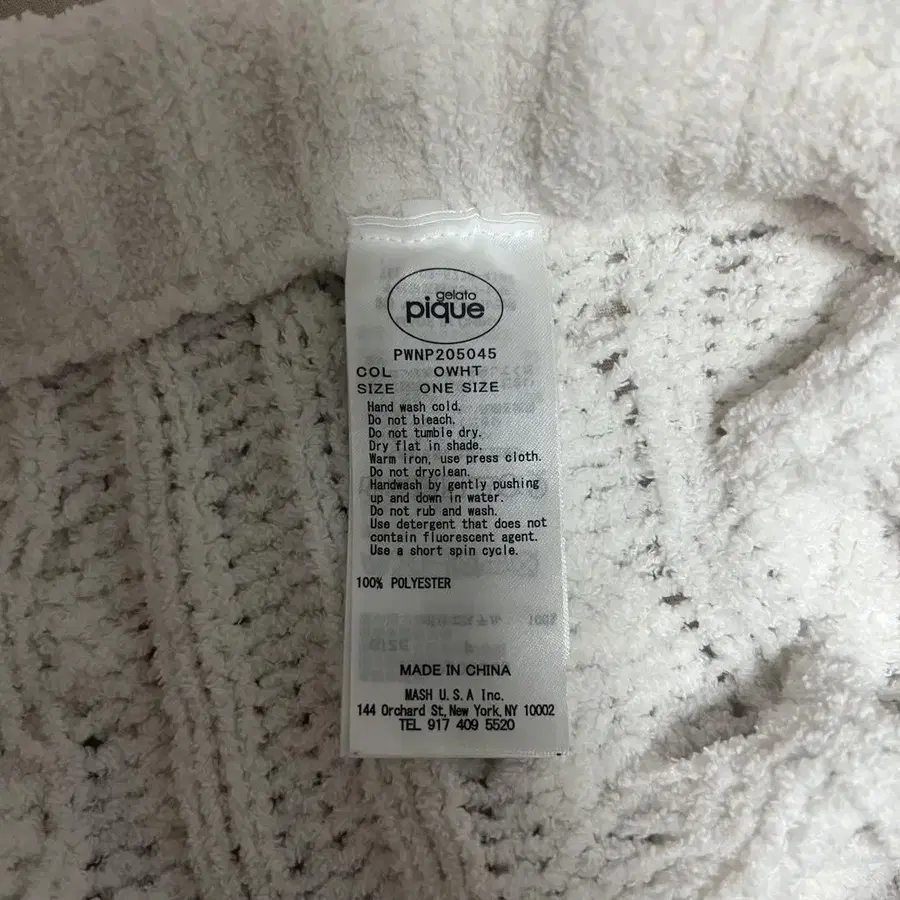 gelato
pique
PWNP205045
COL OWHT
SIZE ONE SIZE
Hand wash cold.
Do not bleach.
Do not tumble dry.
Dry flat in shade.
Warm iron, use press cloth.
Do not dryclean.
Handwash by gently pushing
up and down in water.
Do not rub and wash.
Use detergent that does not
contain fluorescent agent.
Use a short spin cycle.
100% POLYESTER
MADE IN CHINA
MASH U.S.A Inc.
144 Orchard St, New York, NY 10002
TEL 917 409 5520